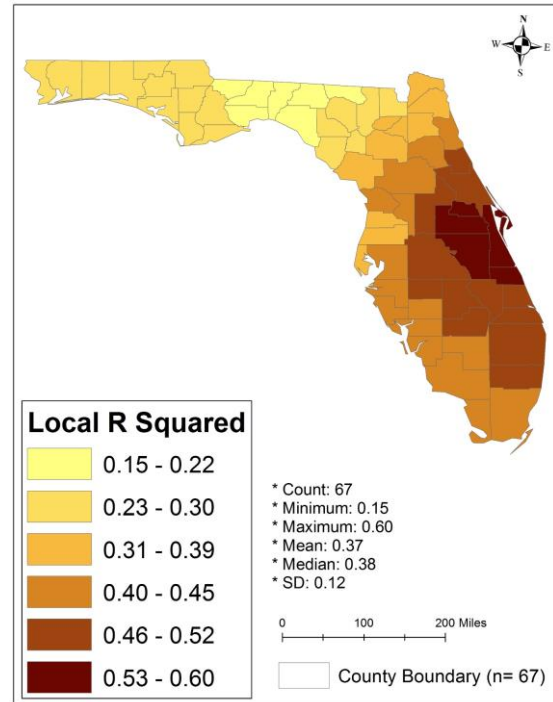 N
W E
S
Local R Squared
0.15 - 0.22
0.23 - 0.30
0.31 - 0.39
0.40 - 0.45
0.46 - 0.52
0.53 - 0.60
* Count: 67
* Minimum: 0.15
* Maximum: 0.60
* Mean: 0.37
* Median: 0.38
* SD: 0.12
0 100 200 Miles
County Boundary (n= 67)